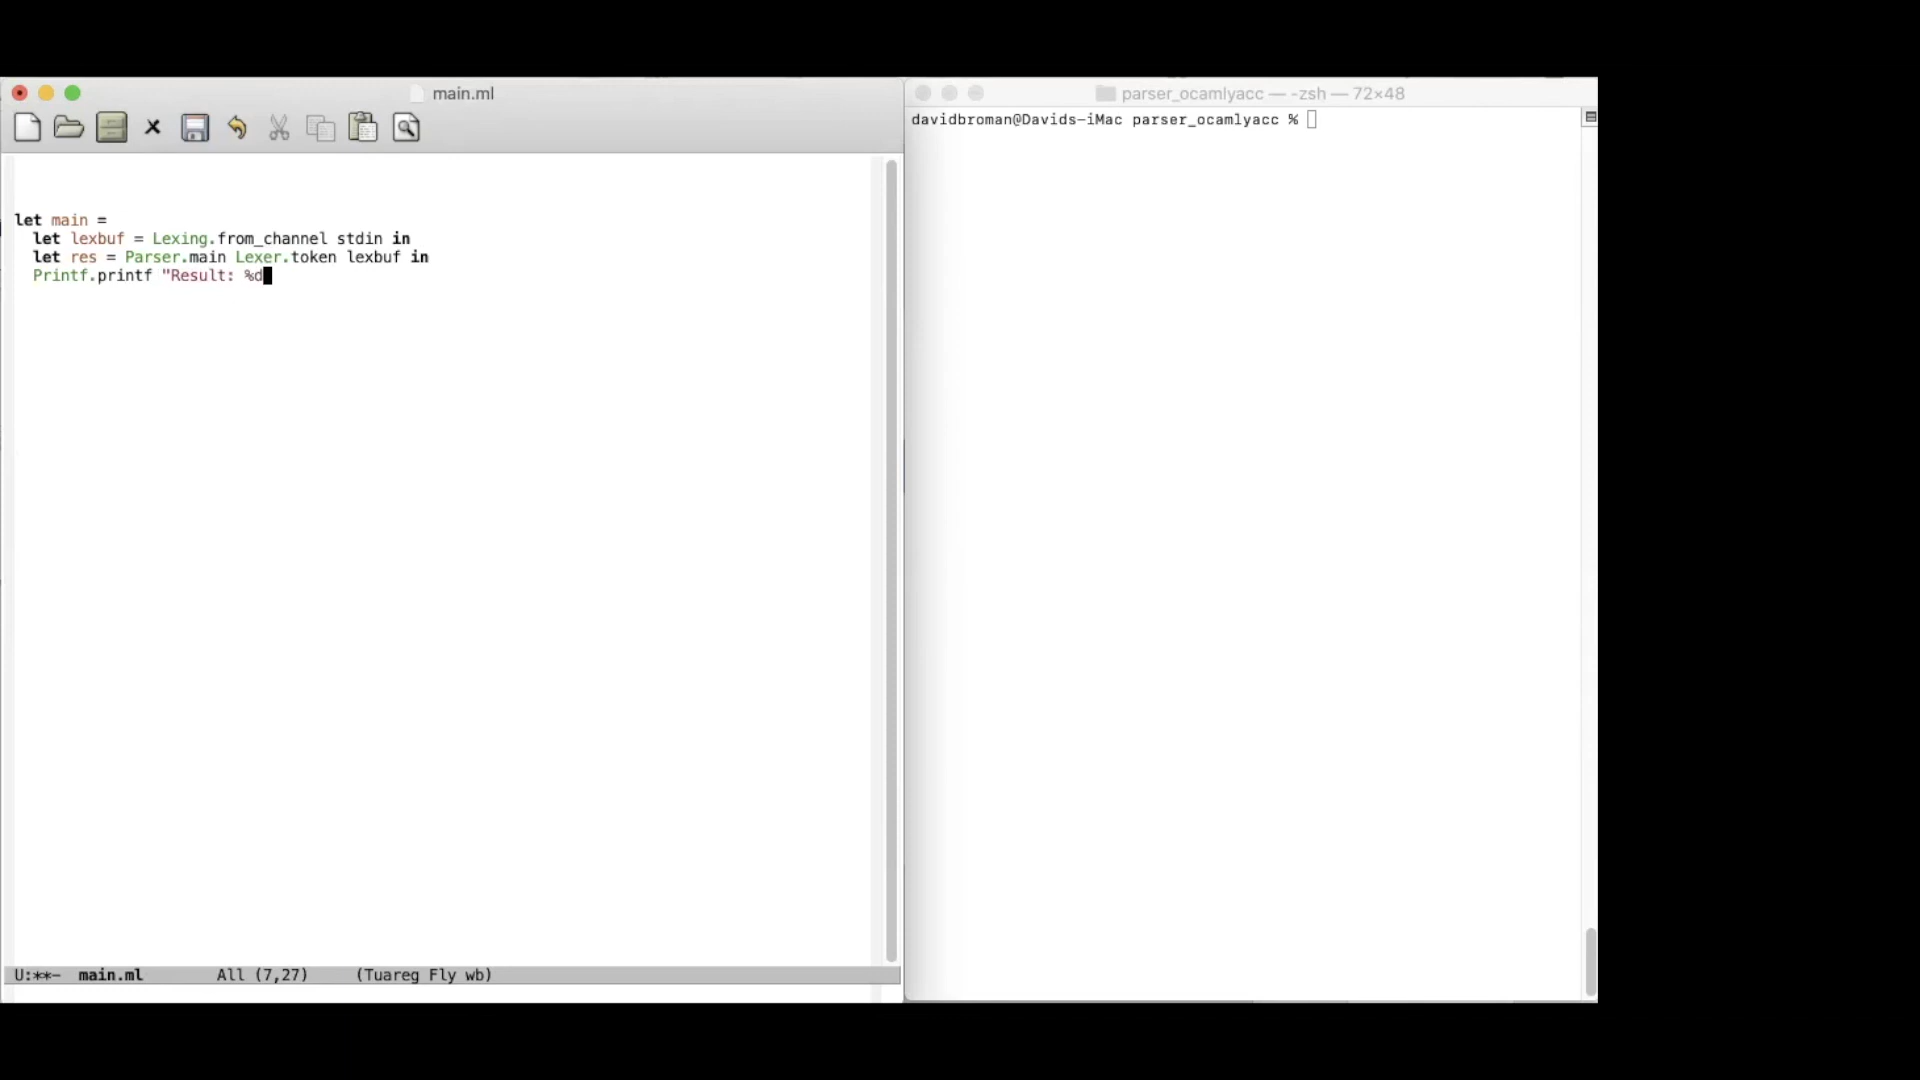 main.ml
let main =
let lexbuf = Lexing.from_channel stdin in
let res = Parser.main Lexer.token lexbuf in
Printf.printf "Result: %d
U:**- main.ml All (7,27) (Tuareg Fly wb)
parser_ocamlyacc — -zsh — 72×48
davidbroman@Davids-iMac parser_ocamlyacc %